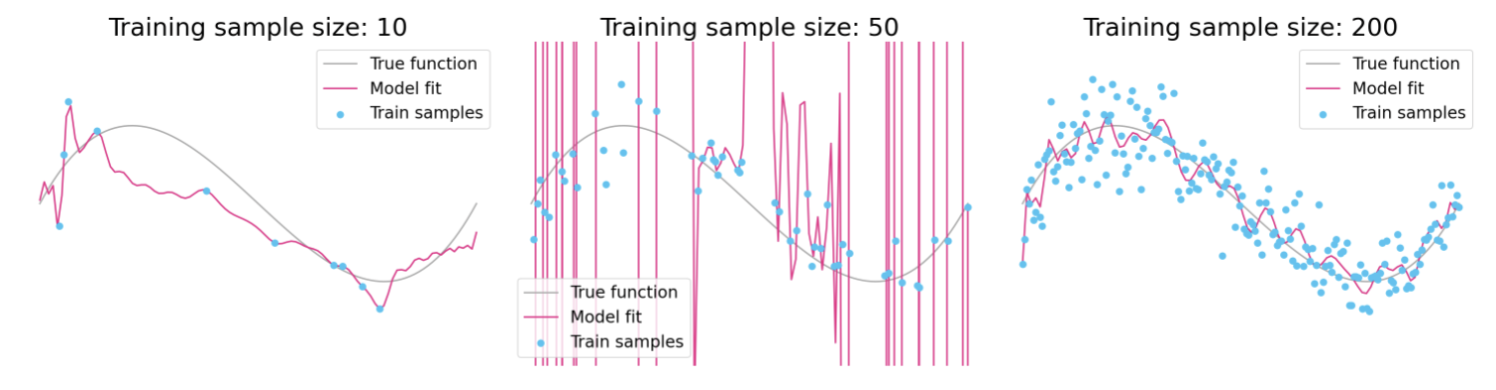 Training sample size: 10
True function
Model fit
Train samples
Training sample size: 50
True function
Model fit
Train samples
Training sample size: 200
True function
Model fit
Train samples